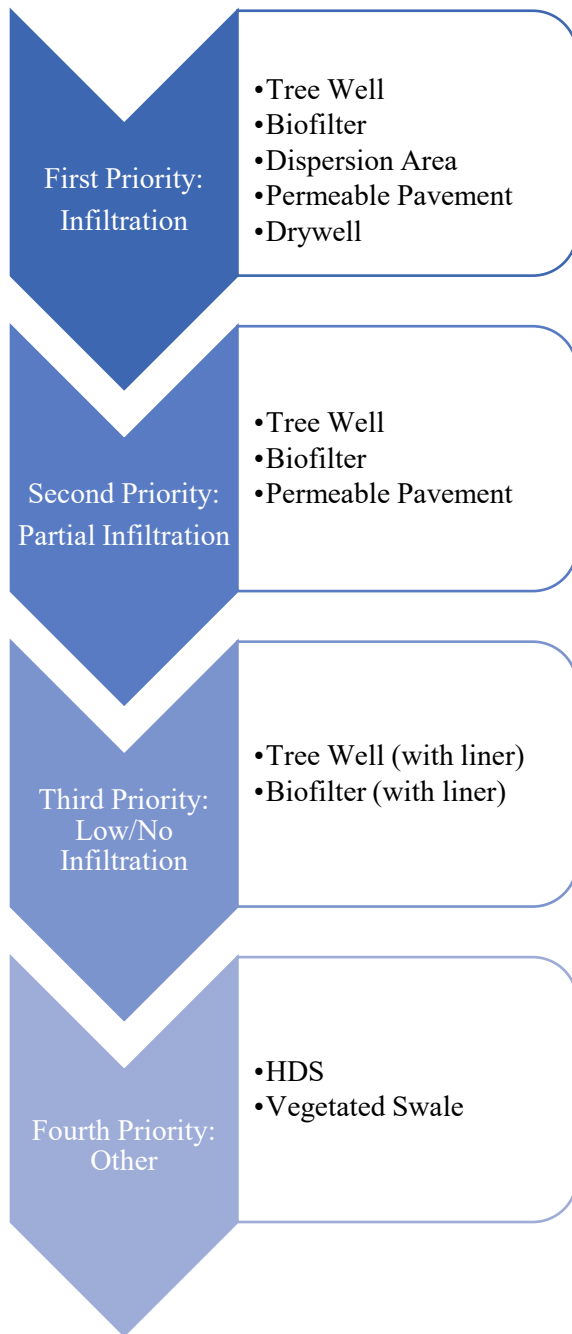 First Priority:
Infiltration
•Tree Well
•Biofilter
•Dispersion Area
•Permeable Pavement
•Drywell
Second Priority:
Partial Infiltration
•Tree Well
•Biofilter
•Permeable Pavement
Third Priority:
Low/No
Infiltration
•Tree Well (with liner)
•Biofilter (with liner)
Fourth Priority:
Other
•HDS
•Vegetated Swale